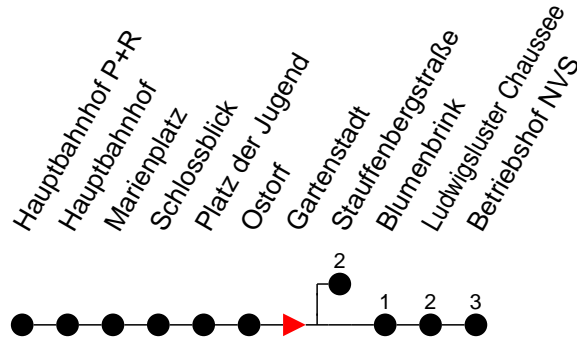 Hauptbahnhof P+R
Hauptbahnhof
Marienplatz
Schlossblick
Platz der Jugend
Ostorf
Gartenstadt
Stauffenbergstraße
Blumenbrink
Ludwigsluster Chaussee
Betriebshof NVS
2
1 2 3